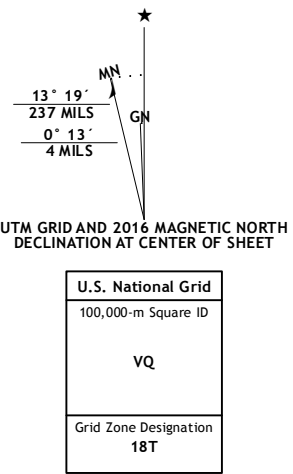 ★
MN
13° 19´
237 MILS
GN
0° 13´
4 MILS
UTM GRID AND 2016 MAGNETIC NORTH
DECLINATION AT CENTER OF SHEET
U.S. National Grid
100,000-m Square ID
VQ
Grid Zone Designation
18T